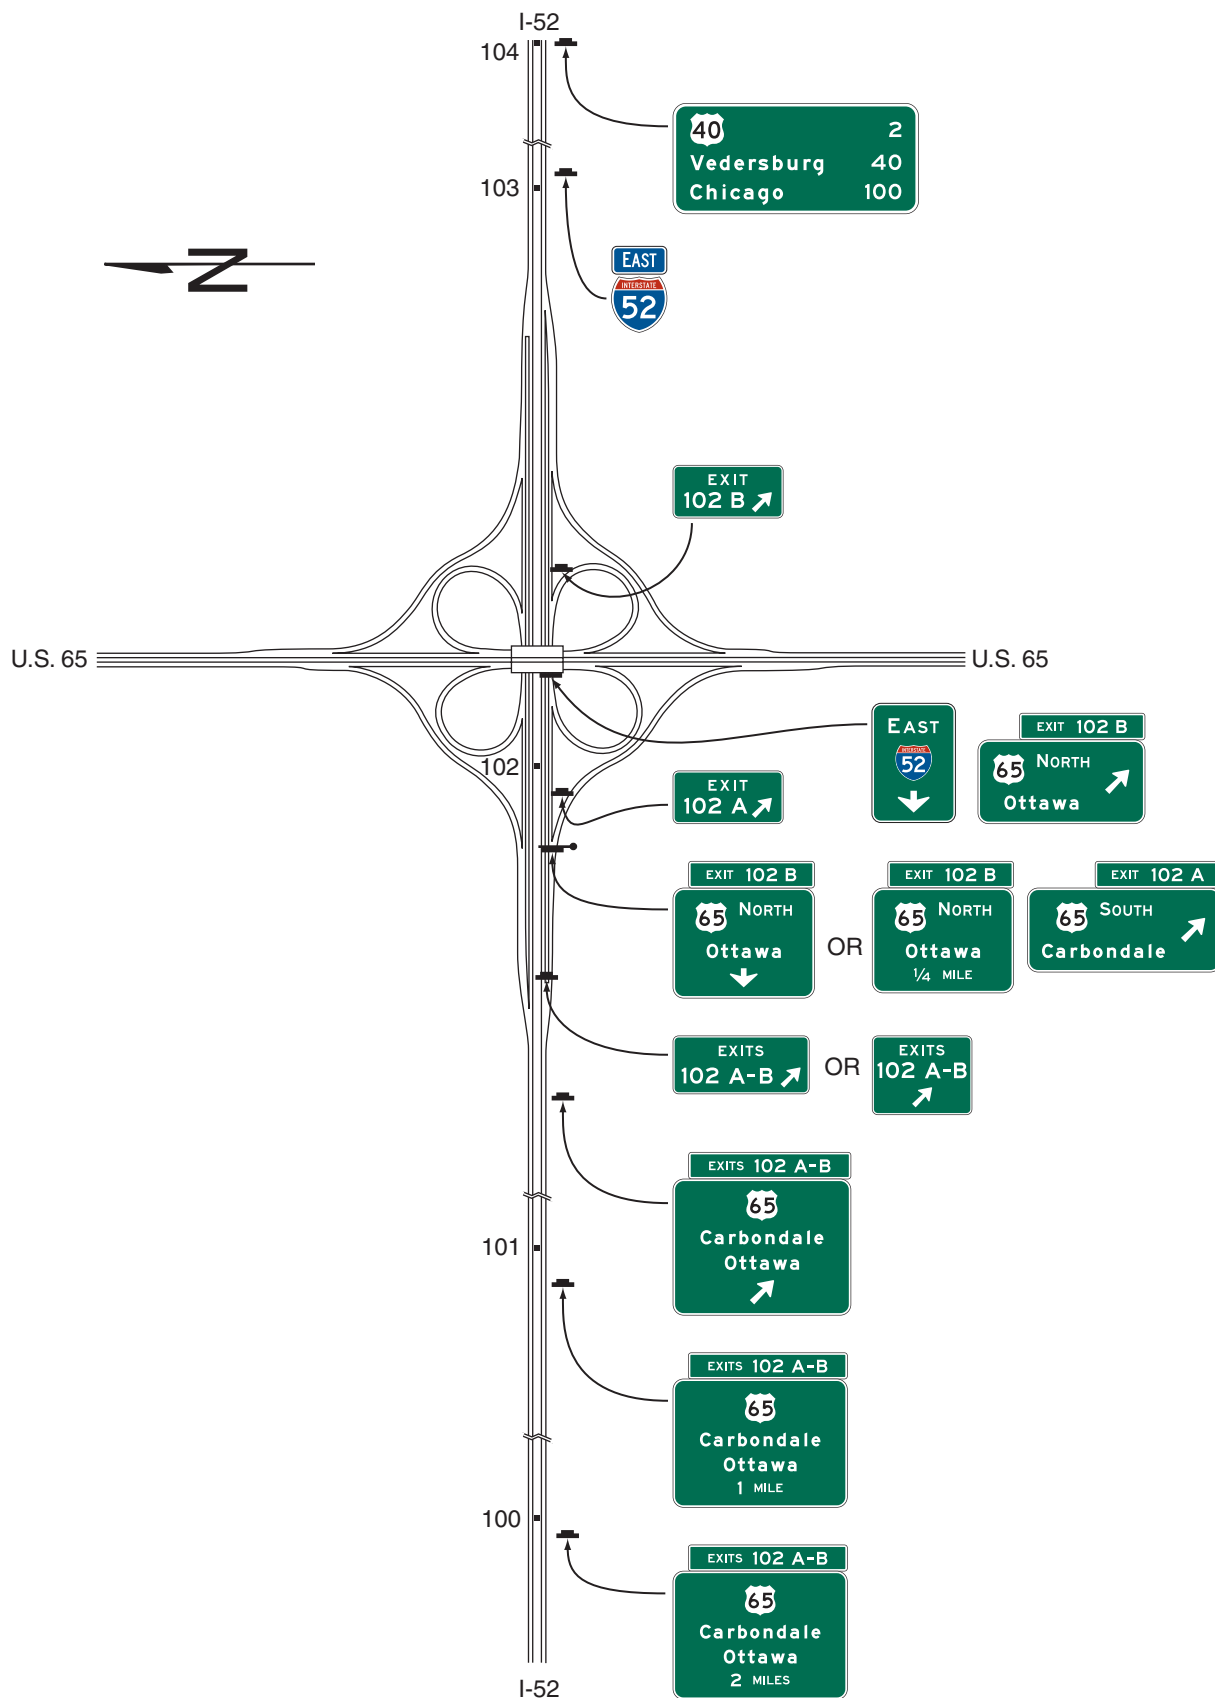 I-52
104
40 2
Vedersburg 40
Chicago 100
103
N
EAST
INTERSTATE
52
EXIT
102 B
U.S. 65
U.S. 65
EAST
INTERSTATE
52
EXIT 102 B
65 NORTH
Ottawa
102
EXIT
102 A
EXIT 102 B
65 NORTH
Ottawa
OR
EXIT 102 B
65 NORTH
Ottawa
1/4 MILE
EXIT 102 A
65 SOUTH
Carbondale
EXITS
102 A-B
OR
EXITS
102 A-B
EXITS 102 A-B
65
Carbondale
Ottawa
101
EXITS 102 A-B
65
Carbondale
Ottawa
1 MILE
100
EXITS 102 A-B
65
Carbondale
Ottawa
2 MILES
I-52